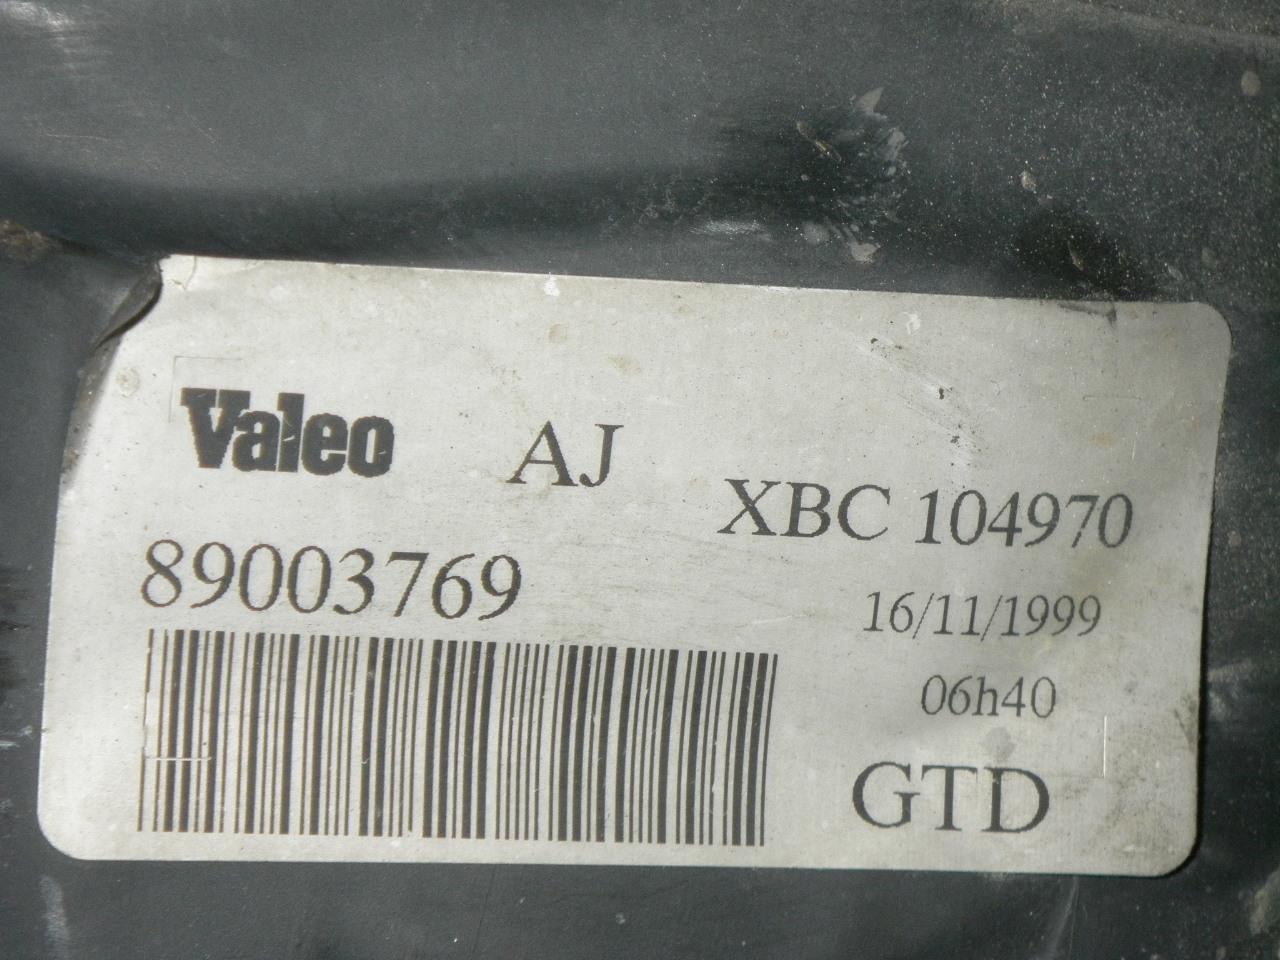 Valeo AJ
XBC 104970
89003769
16/11/1999
06h40
GTD